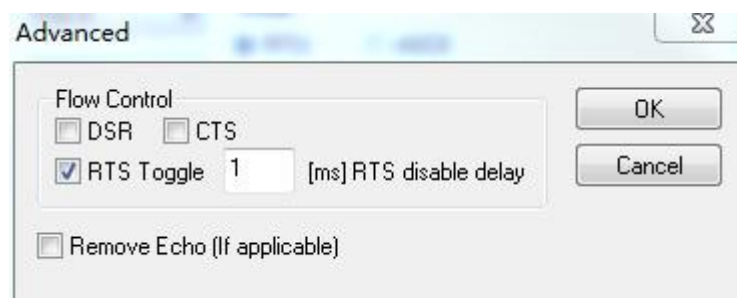 Advanced
Flow Control
DSR CTS
RTS Toggle 1 [ms] RTS disable delay
Remove Echo (If applicable)
OK
Cancel